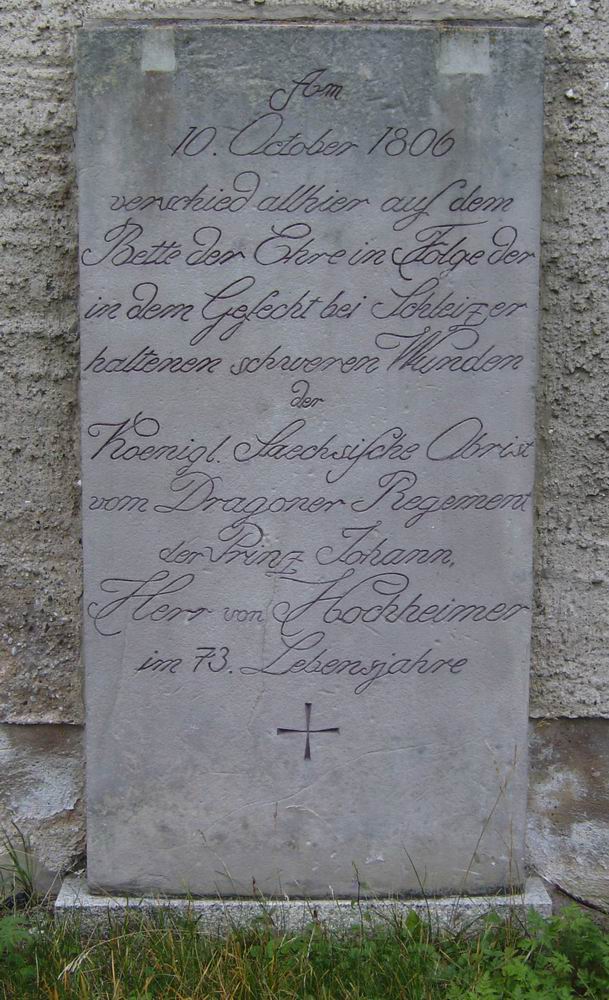 Am
10. October 1806
verschied allhier auf dem
Bette der Ehre in Folge der
in dem Gefecht bei Schleiz er
haltenen schweren Wunden
der
Koenigl. Saechsische Obrist
vom Dragoner Regement
der Prinz Johann,
Herr von Hochheimer
im 73. Lebensjahre